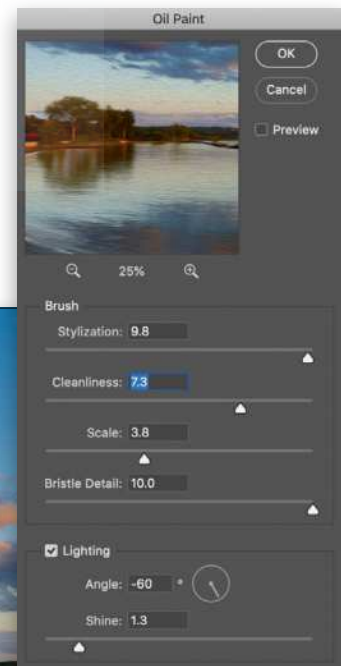 Oil Paint
OK
Cancel
Preview
25%
Brush
Stylization: 9.8
Cleanliness: 7.3
Scale: 3.8
Bristle Detail: 10.0
Lighting
Angle: -60 °
Shine: 1.3